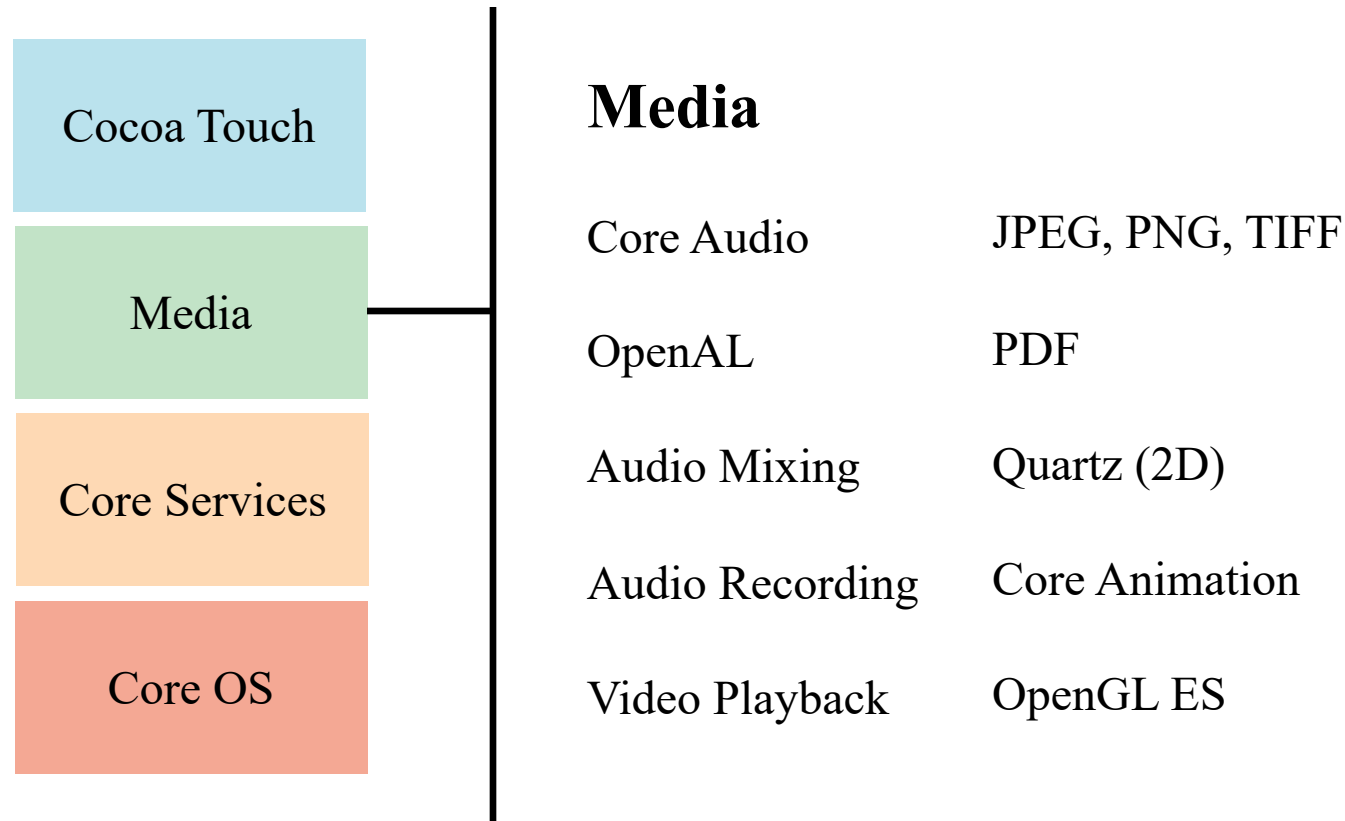 Cocoa Touch
Media
Core Services
Core OS
Media
Core Audio
OpenAL
Audio Mixing
Audio Recording
Video Playback
JPEG, PNG, TIFF
PDF
Quartz (2D)
Core Animation
OpenGL ES